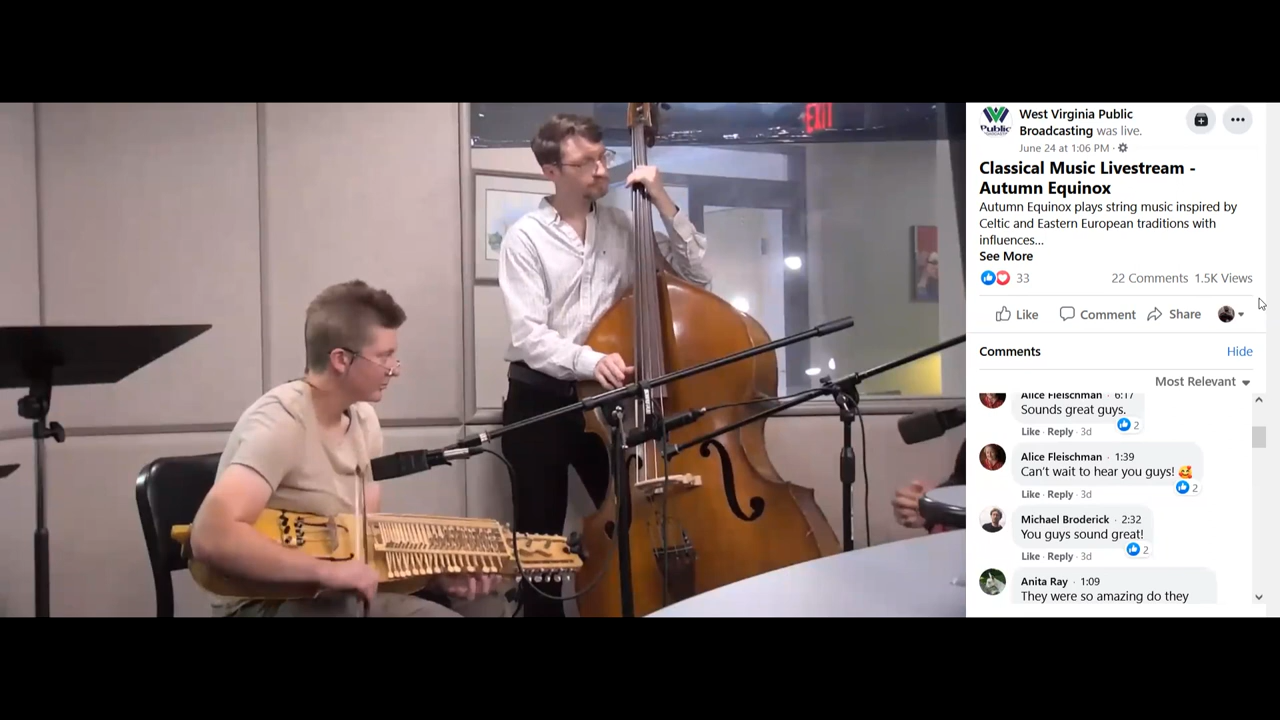 EXIT
Public
West Virginia Public
Broadcasting was live.
June 24 at 1:06 PM ·
Classical Music Livestream -
Autumn Equinox
Autumn Equinox plays string music inspired by
Celtic and Eastern European traditions with
influences...
See More
33
22 Comments 1.5K Views
Like Comment Share
Comments
Hide
Most Relevant
Alice Fleischman · 6:17
Sounds great guys.
2
Like · Reply · 3d
Alice Fleischman · 1:39
Can't wait to hear you guys! 🥰
2
Like · Reply · 3d
Michael Broderick · 2:32
You guys sound great!
2
Like · Reply · 3d
Anita Ray · 1:09
They were so amazing do they